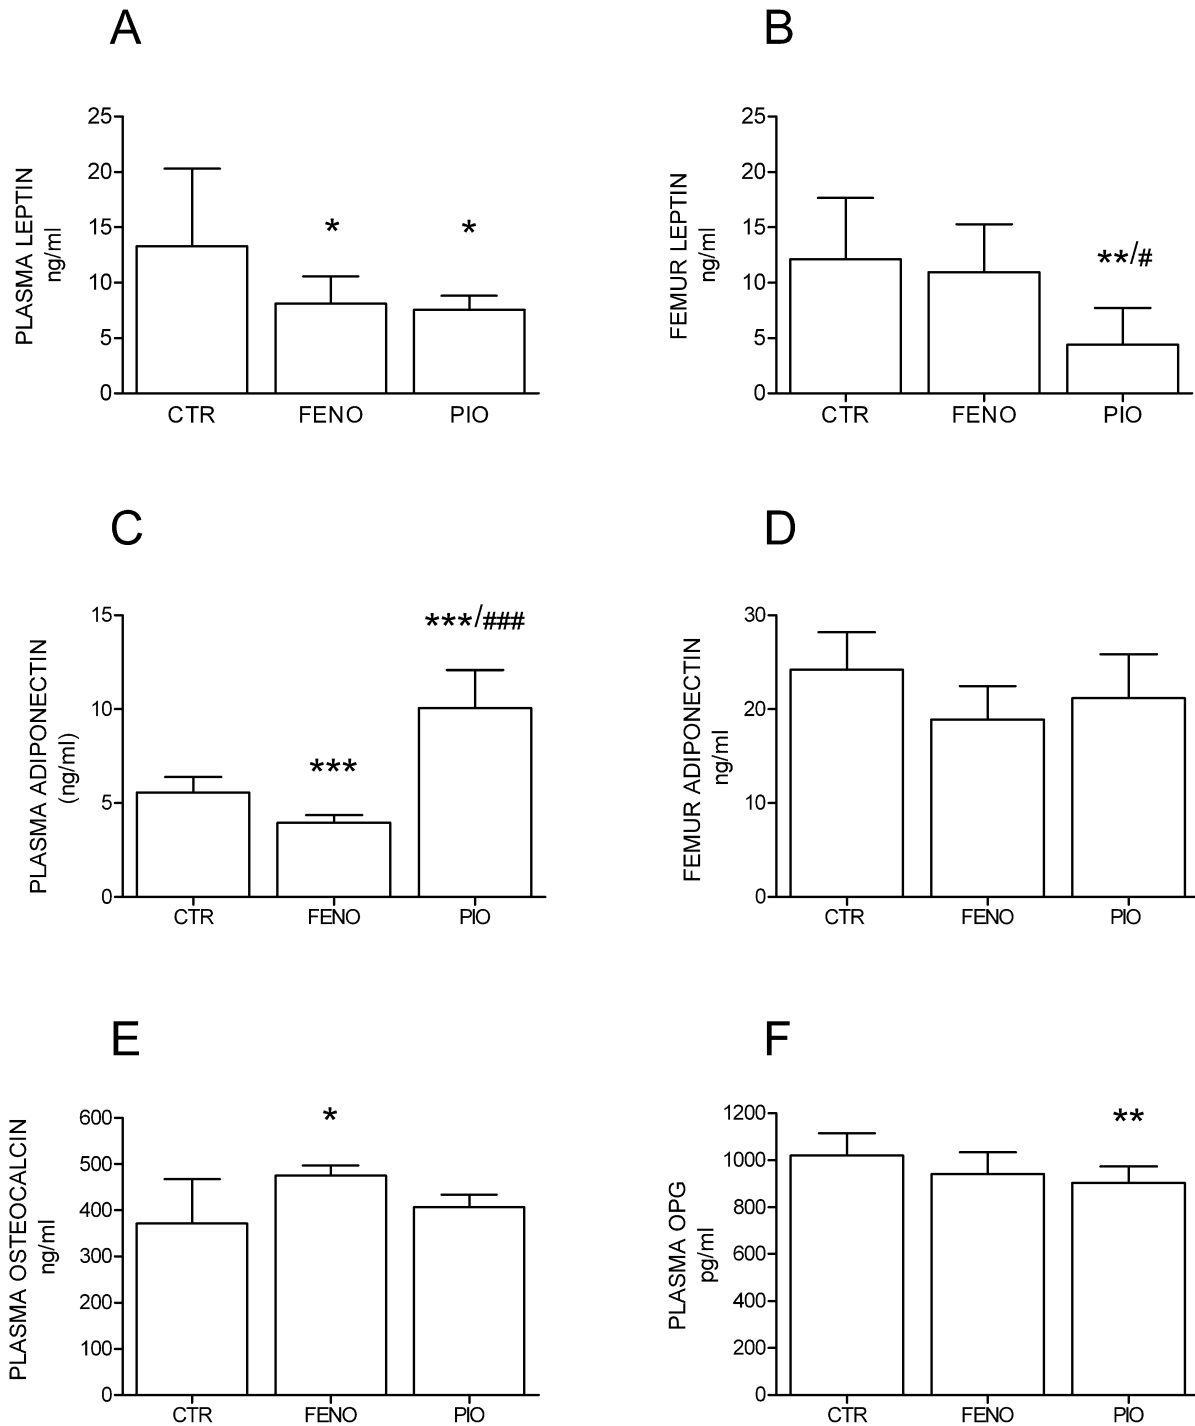 A
PLASMA LEPTIN
ng/ml
25
20
15
10
5
0
*
*
CTR
FENO
PIO
B
FEMUR LEPTIN
ng/ml
25
20
15
10
5
0
**/#
CTR
FENO
PIO
C
PLASMA ADIPONECTIN
(ng/ml)
15
10
5
0
***
***/###
CTR
FENO
PIO
D
FEMUR ADIPONECTIN
ng/ml
30
20
10
0
CTR
FENO
PIO
E
PLASMA OSTEOCALCIN
ng/ml
600
500
400
300
200
100
0
*
CTR
FENO
PIO
F
PLASMA OPG
pg/ml
1200
1000
800
600
400
200
0
**
CTR
FENO
PIO